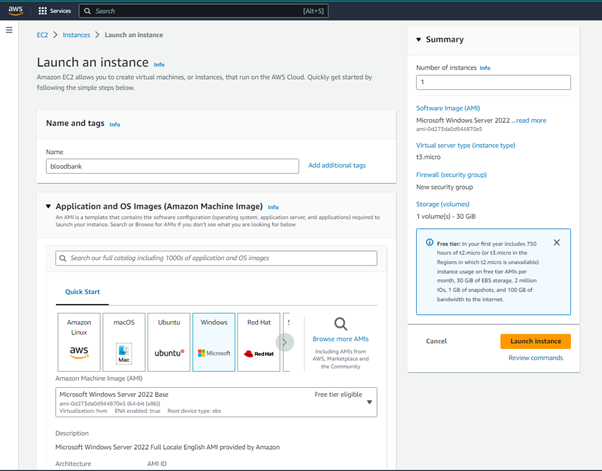 aws
Services
Search
[Alt+S]
EC2 > Instances > Launch an instance
Launch an instance Info
Amazon EC2 allows you to create virtual machines, or instances, that run on the AWS Cloud. Quickly get started by
following the simple steps below.
Name and tags Info
Name
bloodbank
Add additional tags
Application and OS Images (Amazon Machine Image) Info
An AMI is a template that contains the software configuration (operating system, application server, and applications) required to
launch your instance. Search or Browse for AMIs if you don't see what you are looking for below
Search our full catalog including 1000s of application and OS images
Quick Start
Amazon
Linux
aws
macOS
Mac
Ubuntu
ubuntu
Windows
Microsoft
Red Hat
Red Hat
S
Browse more AMIs
Including AMIs from
AWS, Marketplace and
the Community
Amazon Machine Image (AMI)
Microsoft Windows Server 2022 Base
Free tier eligible
ami-0d273da0d944870e5 (64-bit (x86))
Virtualization: hvm ENA enabled: true Root device type: ebs
Description
Microsoft Windows Server 2022 Full Locale English AMI provided by Amazon
Architecture
AMI ID
Summary
Number of instances Info
1
Software Image (AMI)
Microsoft Windows Server 2022 ...read more
ami-0d273da0d944870e5
Virtual server type (instance type)
t3.micro
Firewall (security group)
New security group
Storage (volumes)
1 volume(s) - 30 GiB
Free tier: In your first year includes 750
hours of t2.micro (or t3.micro in the
Regions in which t2.micro is unavailable)
instance usage on free tier AMIs per
month, 30 GiB of EBS storage, 2 million
IOs, 1 GB of snapshots, and 100 GB of
bandwidth to the internet.
Cancel
Launch instance
Review commands